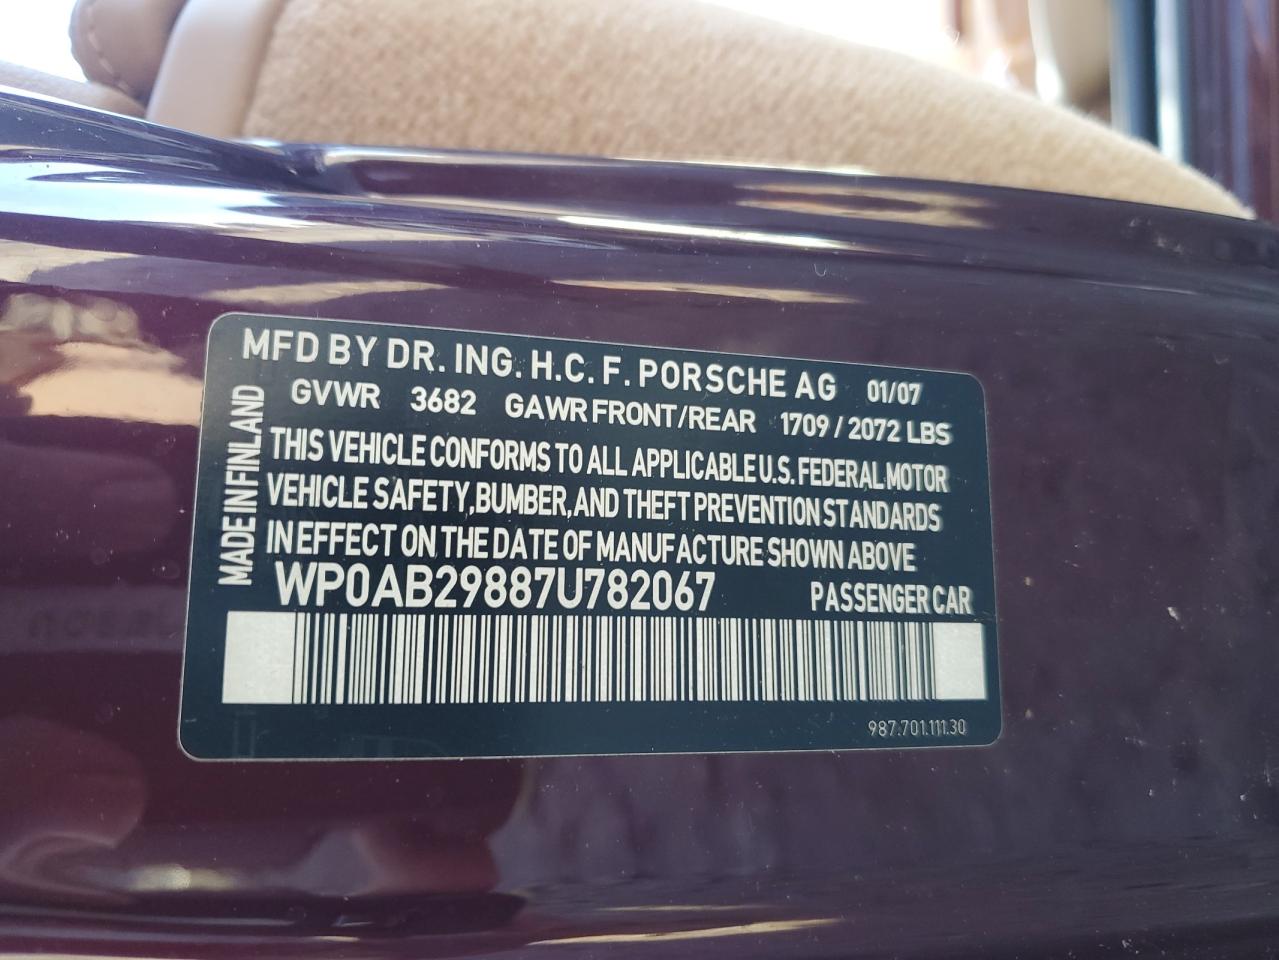 MFD BY DR. ING. H.C. F. PORSCHE AG 01/07
GVWR 3682 GAWR FRONT/REAR 1709 / 2072 LBS
MADE IN FINLAND
THIS VEHICLE CONFORMS TO ALL APPLICABLE U.S. FEDERAL MOTOR
VEHICLE SAFETY, BUMBER, AND THEFT PREVENTION STANDARDS
IN EFFECT ON THE DATE OF MANUFACTURE SHOWN ABOVE
WP0AB29887U782067 PASSENGER CAR
987.701.111.30